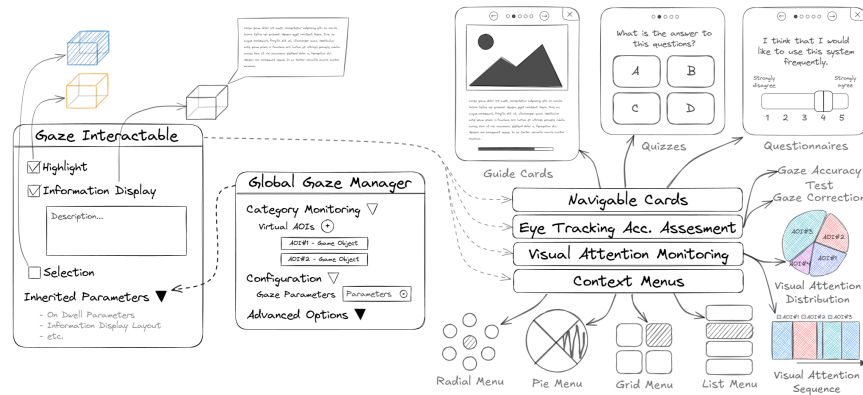 Gaze Interactable
Highlight
Information Display
Description...
Selection
Inherited Parameters
- On Dwell Parameters
- Information Display Layout
- etc.
Global Gaze Manager
Category Monitoring
Virtual AOIs
AOI#1 - Game Object
AOI#2 - Game Object
Configuration
Gaze Parameters
Parameters
Advanced Options
Guide Cards
What is the answer to
this questions?
A
B
C
D
Quizzes
I think that I would
like to use this system
frequently.
Strongly
disagree
Strongly
agree
1 2 3 4 5
Questionnaires
Navigable Cards
Eye Tracking Acc. Assesment
Visual Attention Monitoring
Context Menus
Gaze Accuracy
Test
Gaze Correction
AOI#3
AOI#2
AOI#4
AOI#1
Visual Attention
Distribution
AOI#1 AOI#2 AOI#3
Visual Attention
Sequence
Radial Menu
Pie Menu
Grid Menu
List Menu